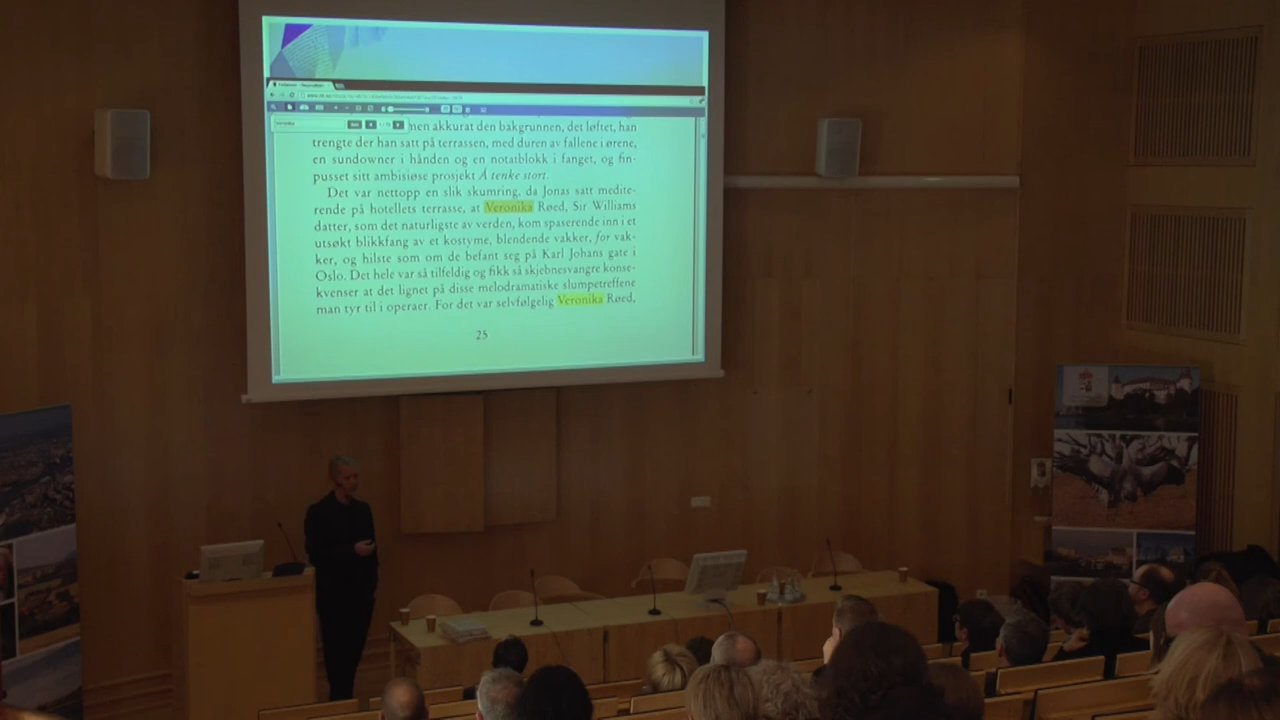 Veronika
men akkurat den bakgrunnen, det løftet, han
trengte der han satt på terrassen, med duren av fallene i ørene,
en sundowner i hånden og en notatblokk i fanget, og fin-
pusset sitt ambisiøse prosjekt Å tenke stort.
Det var nettopp en slik skumring, da Jonas satt medite-
rende på hotellets terrasse, at Veronika Røed, Sir Williams
datter, som det naturligste av verden, kom spaserende inn i et
utsøkt blikkfang av et kostyme, blendende vakker, for vak-
ker, og hilste som om de befant seg på Karl Johans gate i
Oslo. Det hele var så tilfeldig og fikk så skjebnesvangre konse-
kvenser at det lignet på disse melodramatiske slumpetreffene
man tyr til i operaer. For det var selvfølgelig Veronika Røed,
25